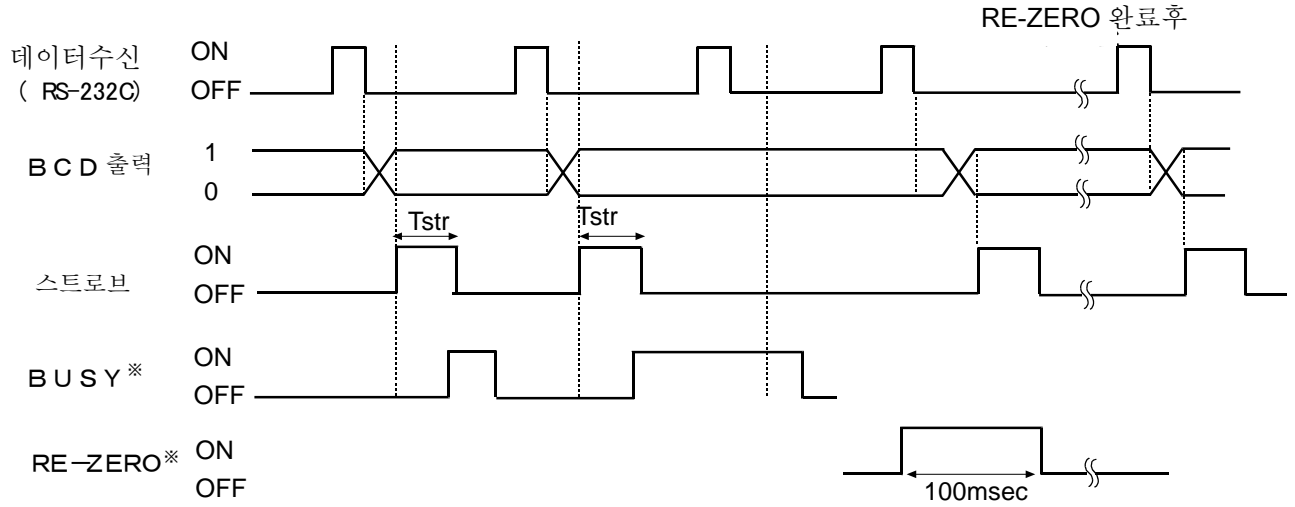 RE-ZERO 완료후
데이터수신
( RS-232C)
ON
OFF
BCD 출력
1
0
Tstr
Tstr
스트로브
ON
OFF
BUSY※
ON
OFF
RE-ZERO※
ON
OFF
100msec